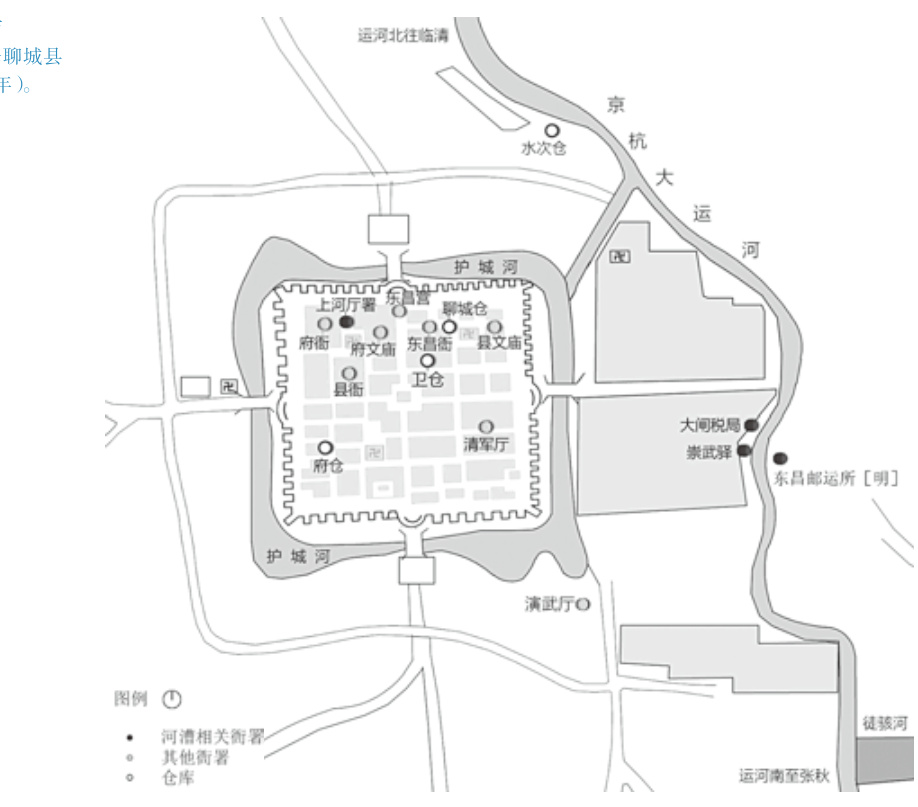 聊城县
年）。
运河北往临清
京
杭
大
运
河
水次仓
护城河
上河厅署
东昌营
聊城仓
府衙
府文庙
东昌衙
县文庙
县衙
卫仓
清军厅
府仓
大闸税局
崇武驿
东昌邮运所［明］
护城河
演武厅
图例
河漕相关衙署
其他衙署
仓库
徒骇河
运河南至张秋